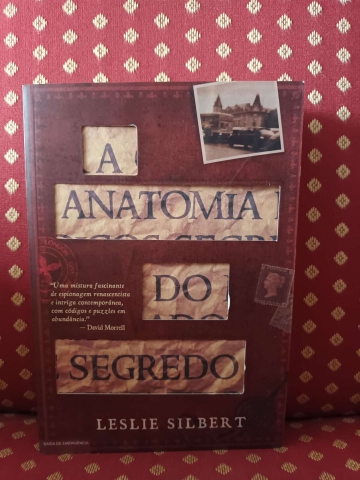 A
ANATOMIA
DO
SEGREDO
"Uma mistura fascinante
de espionagem renascentista
e intriga contemporânea,
com códigos e puzzles em
abundância."
— David Morrell
LESLIE SILBERT